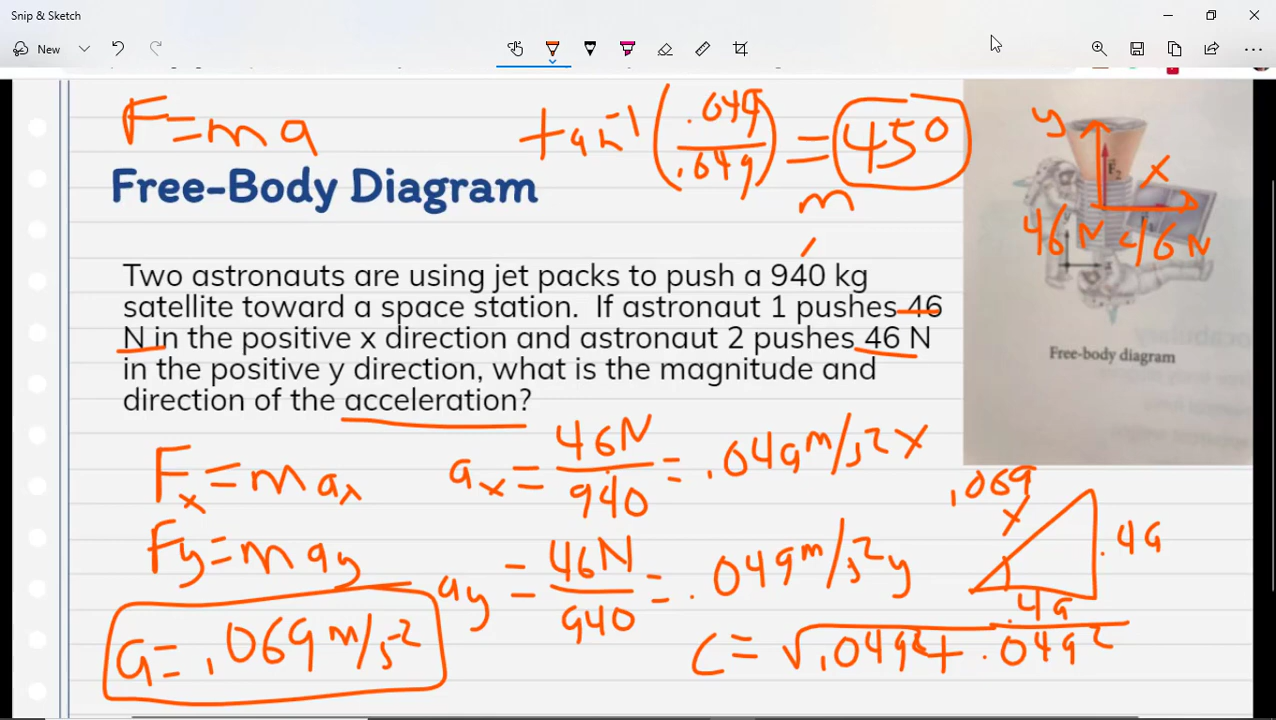 Snip & Sketch
New
F=ma
tan-1(.049/.049) = 45°
Free-Body Diagram
y
x
F2
46 N
46 N
m
Two astronauts are using jet packs to push a 940 kg
satellite toward a space station. If astronaut 1 pushes 46
N in the positive x direction and astronaut 2 pushes 46 N
in the positive y direction, what is the magnitude and
direction of the acceleration?
Free-body diagram
Fx = max
ax = 46N/940 = .049 m/s2 x
.069
x
.49
.49
Fy = may
ay = 46N/940 = .049 m/s2 y
a = .069 m/s2
c = √.0492 + .0492